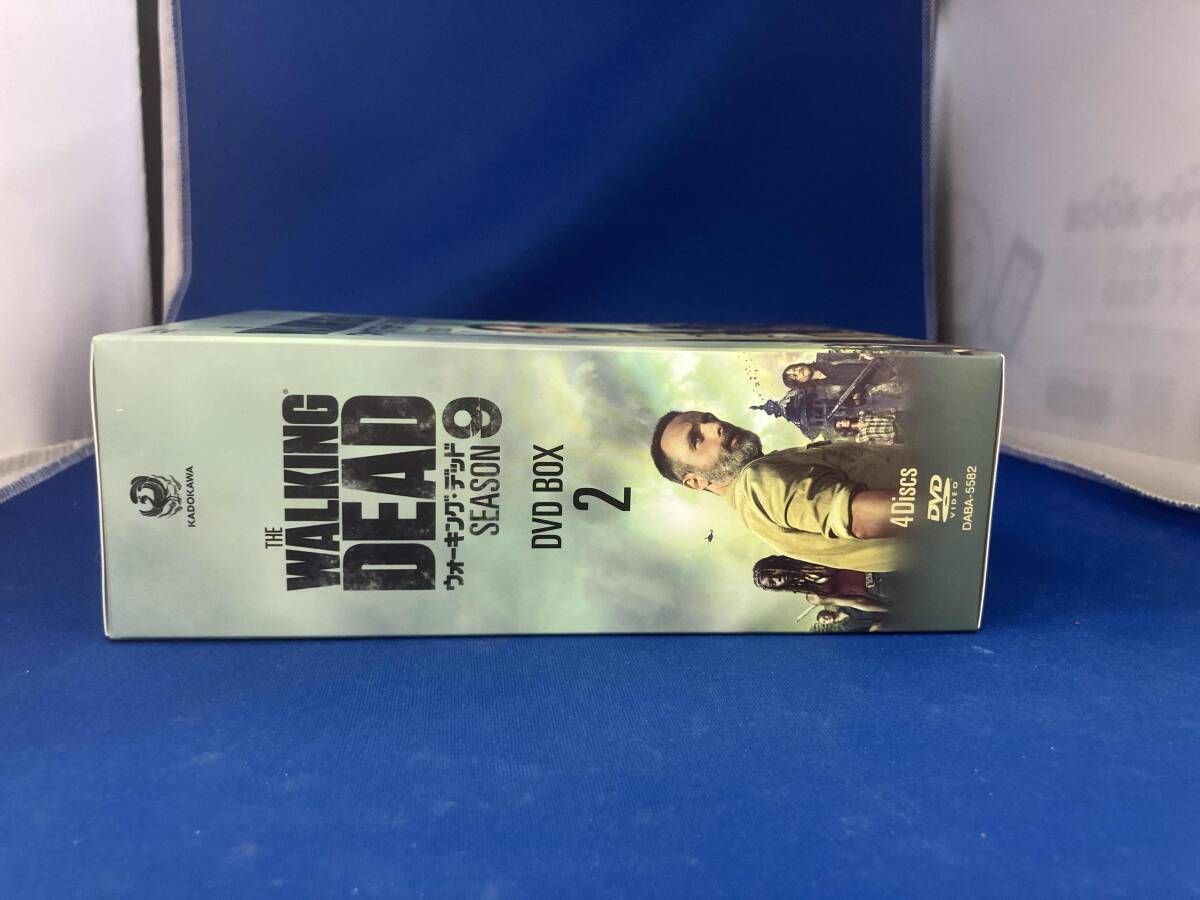 KADOKAWA
THE
WALKING
DEAD®
ウォーキング・デッド
SEASON 9
DVD BOX
2
4Discs
DVD
VIDEO
DABA-5582